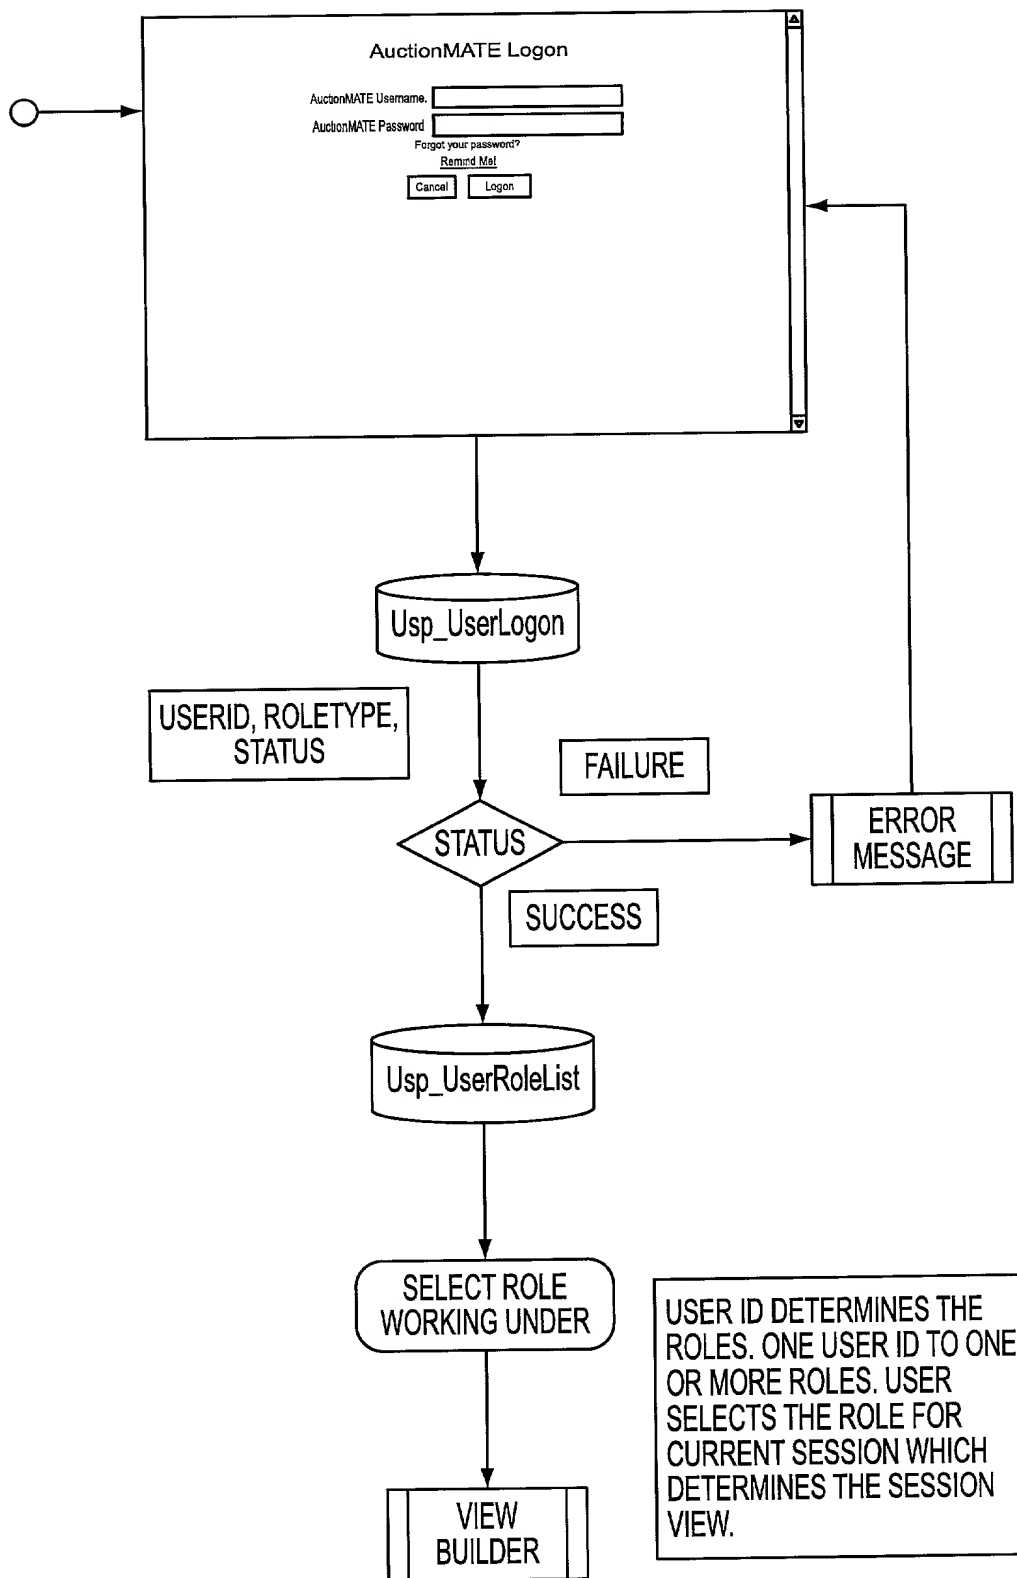 AuctionMATE Logon
AuctionMATE Username.
AuctionMATE Password
Forgot your password?
Remind Me!
Cancel
Logon
Usp_UserLogon
USERID, ROLETYPE,
STATUS
FAILURE
STATUS
ERROR
MESSAGE
SUCCESS
Usp_UserRoleList
SELECT ROLE
WORKING UNDER
USER ID DETERMINES THE
ROLES. ONE USER ID TO ONE
OR MORE ROLES. USER
SELECTS THE ROLE FOR
CURRENT SESSION WHICH
DETERMINES THE SESSION
VIEW.
VIEW
BUILDER